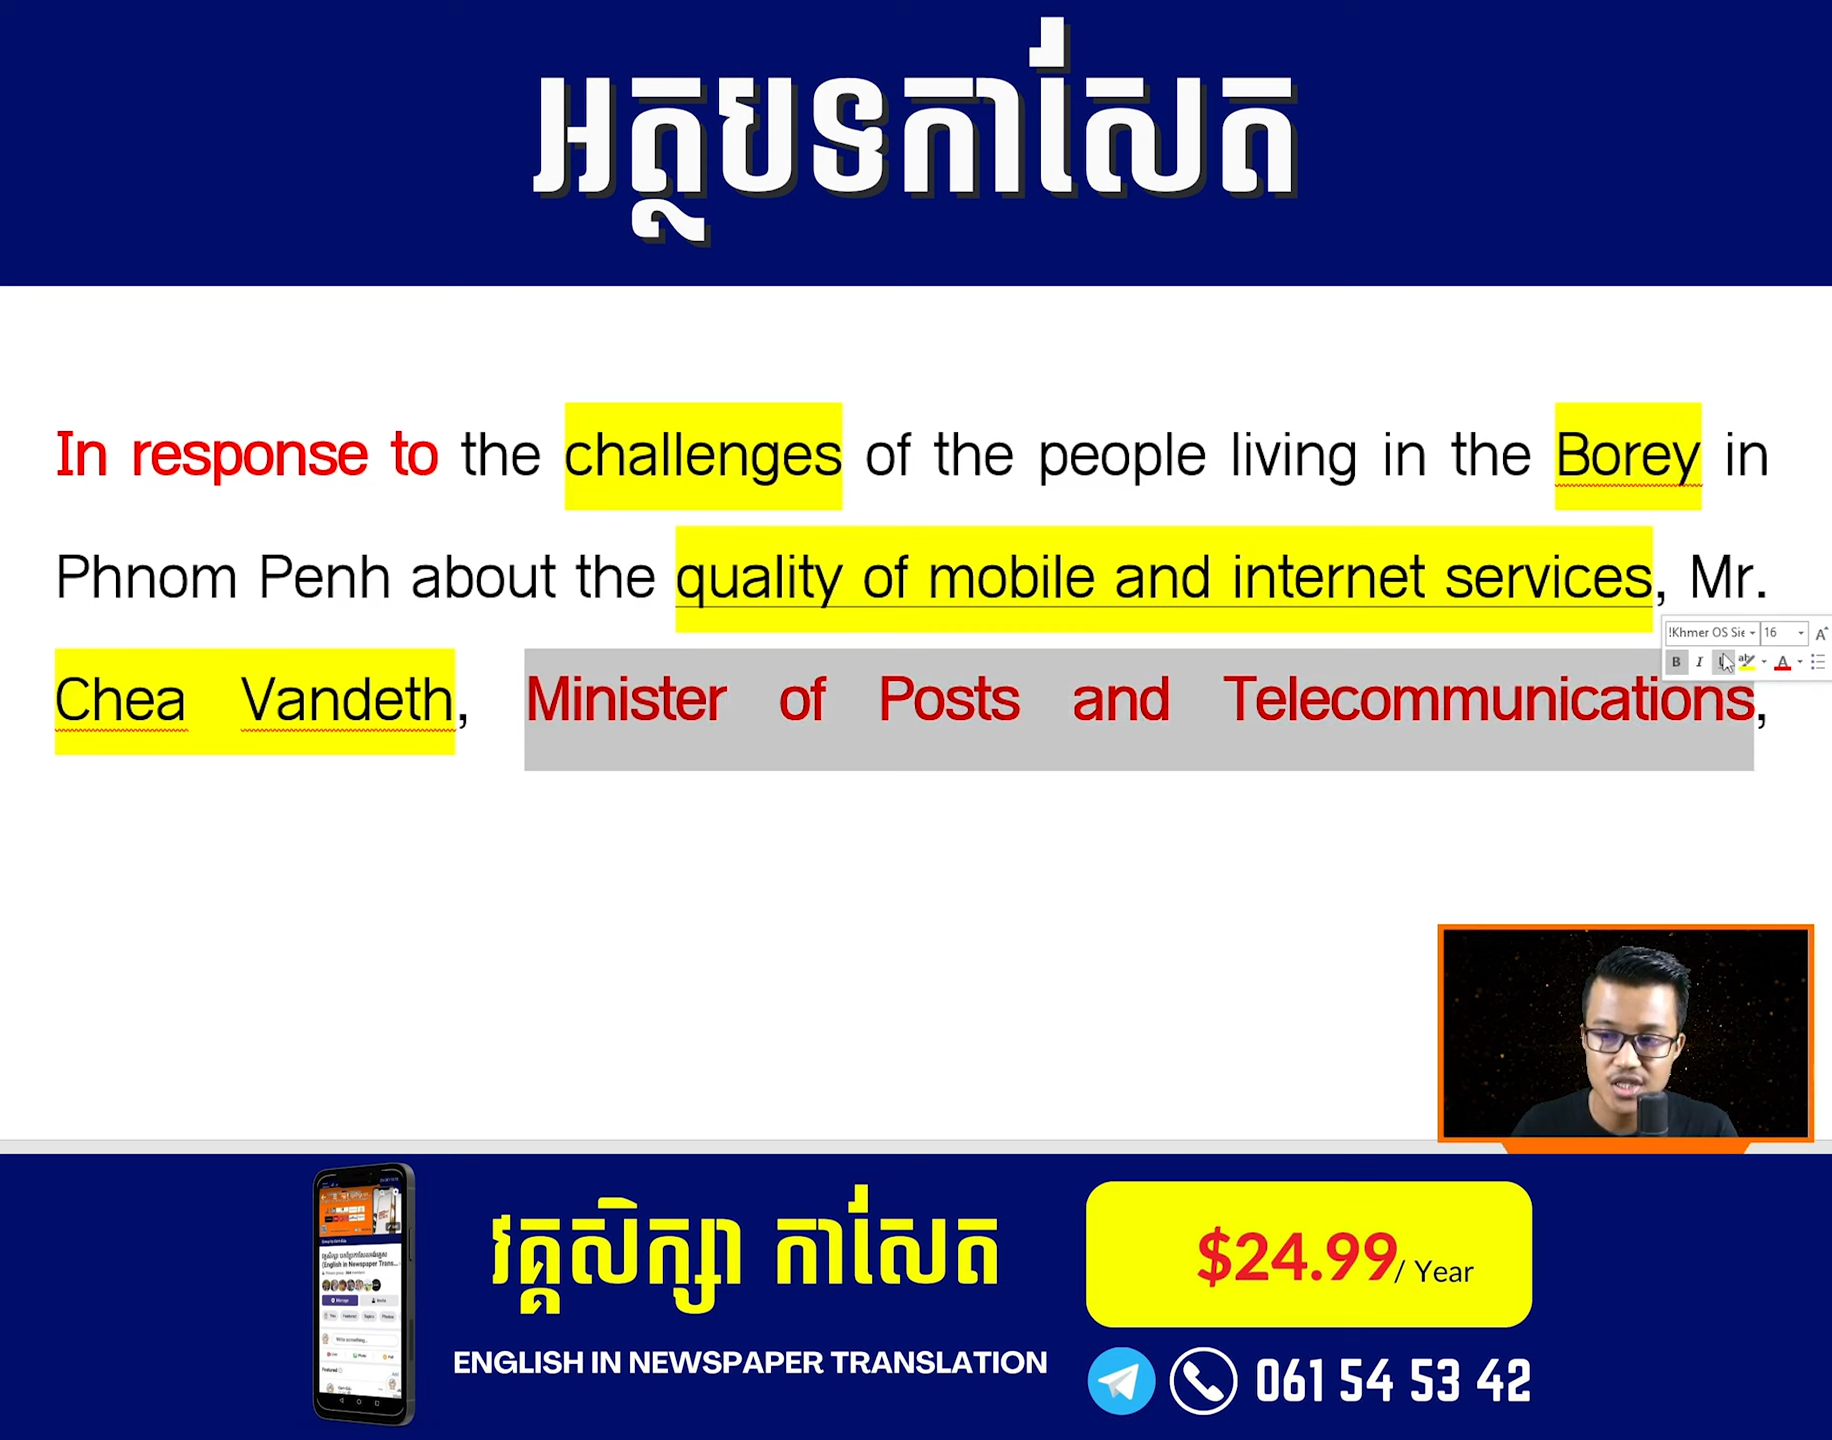 អត្ថបទកាសែត
In response to the challenges of the people living in the Borey in
Phnom Penh about the quality of mobile and internet services, Mr.
Chea Vandeth, Minister of Posts and Telecommunications,
!Khmer OS Sie 16 A
B I U ab A
វគ្គសិក្សា កាសែត
ENGLISH IN NEWSPAPER TRANSLATION
$24.99/ Year
061 54 53 42